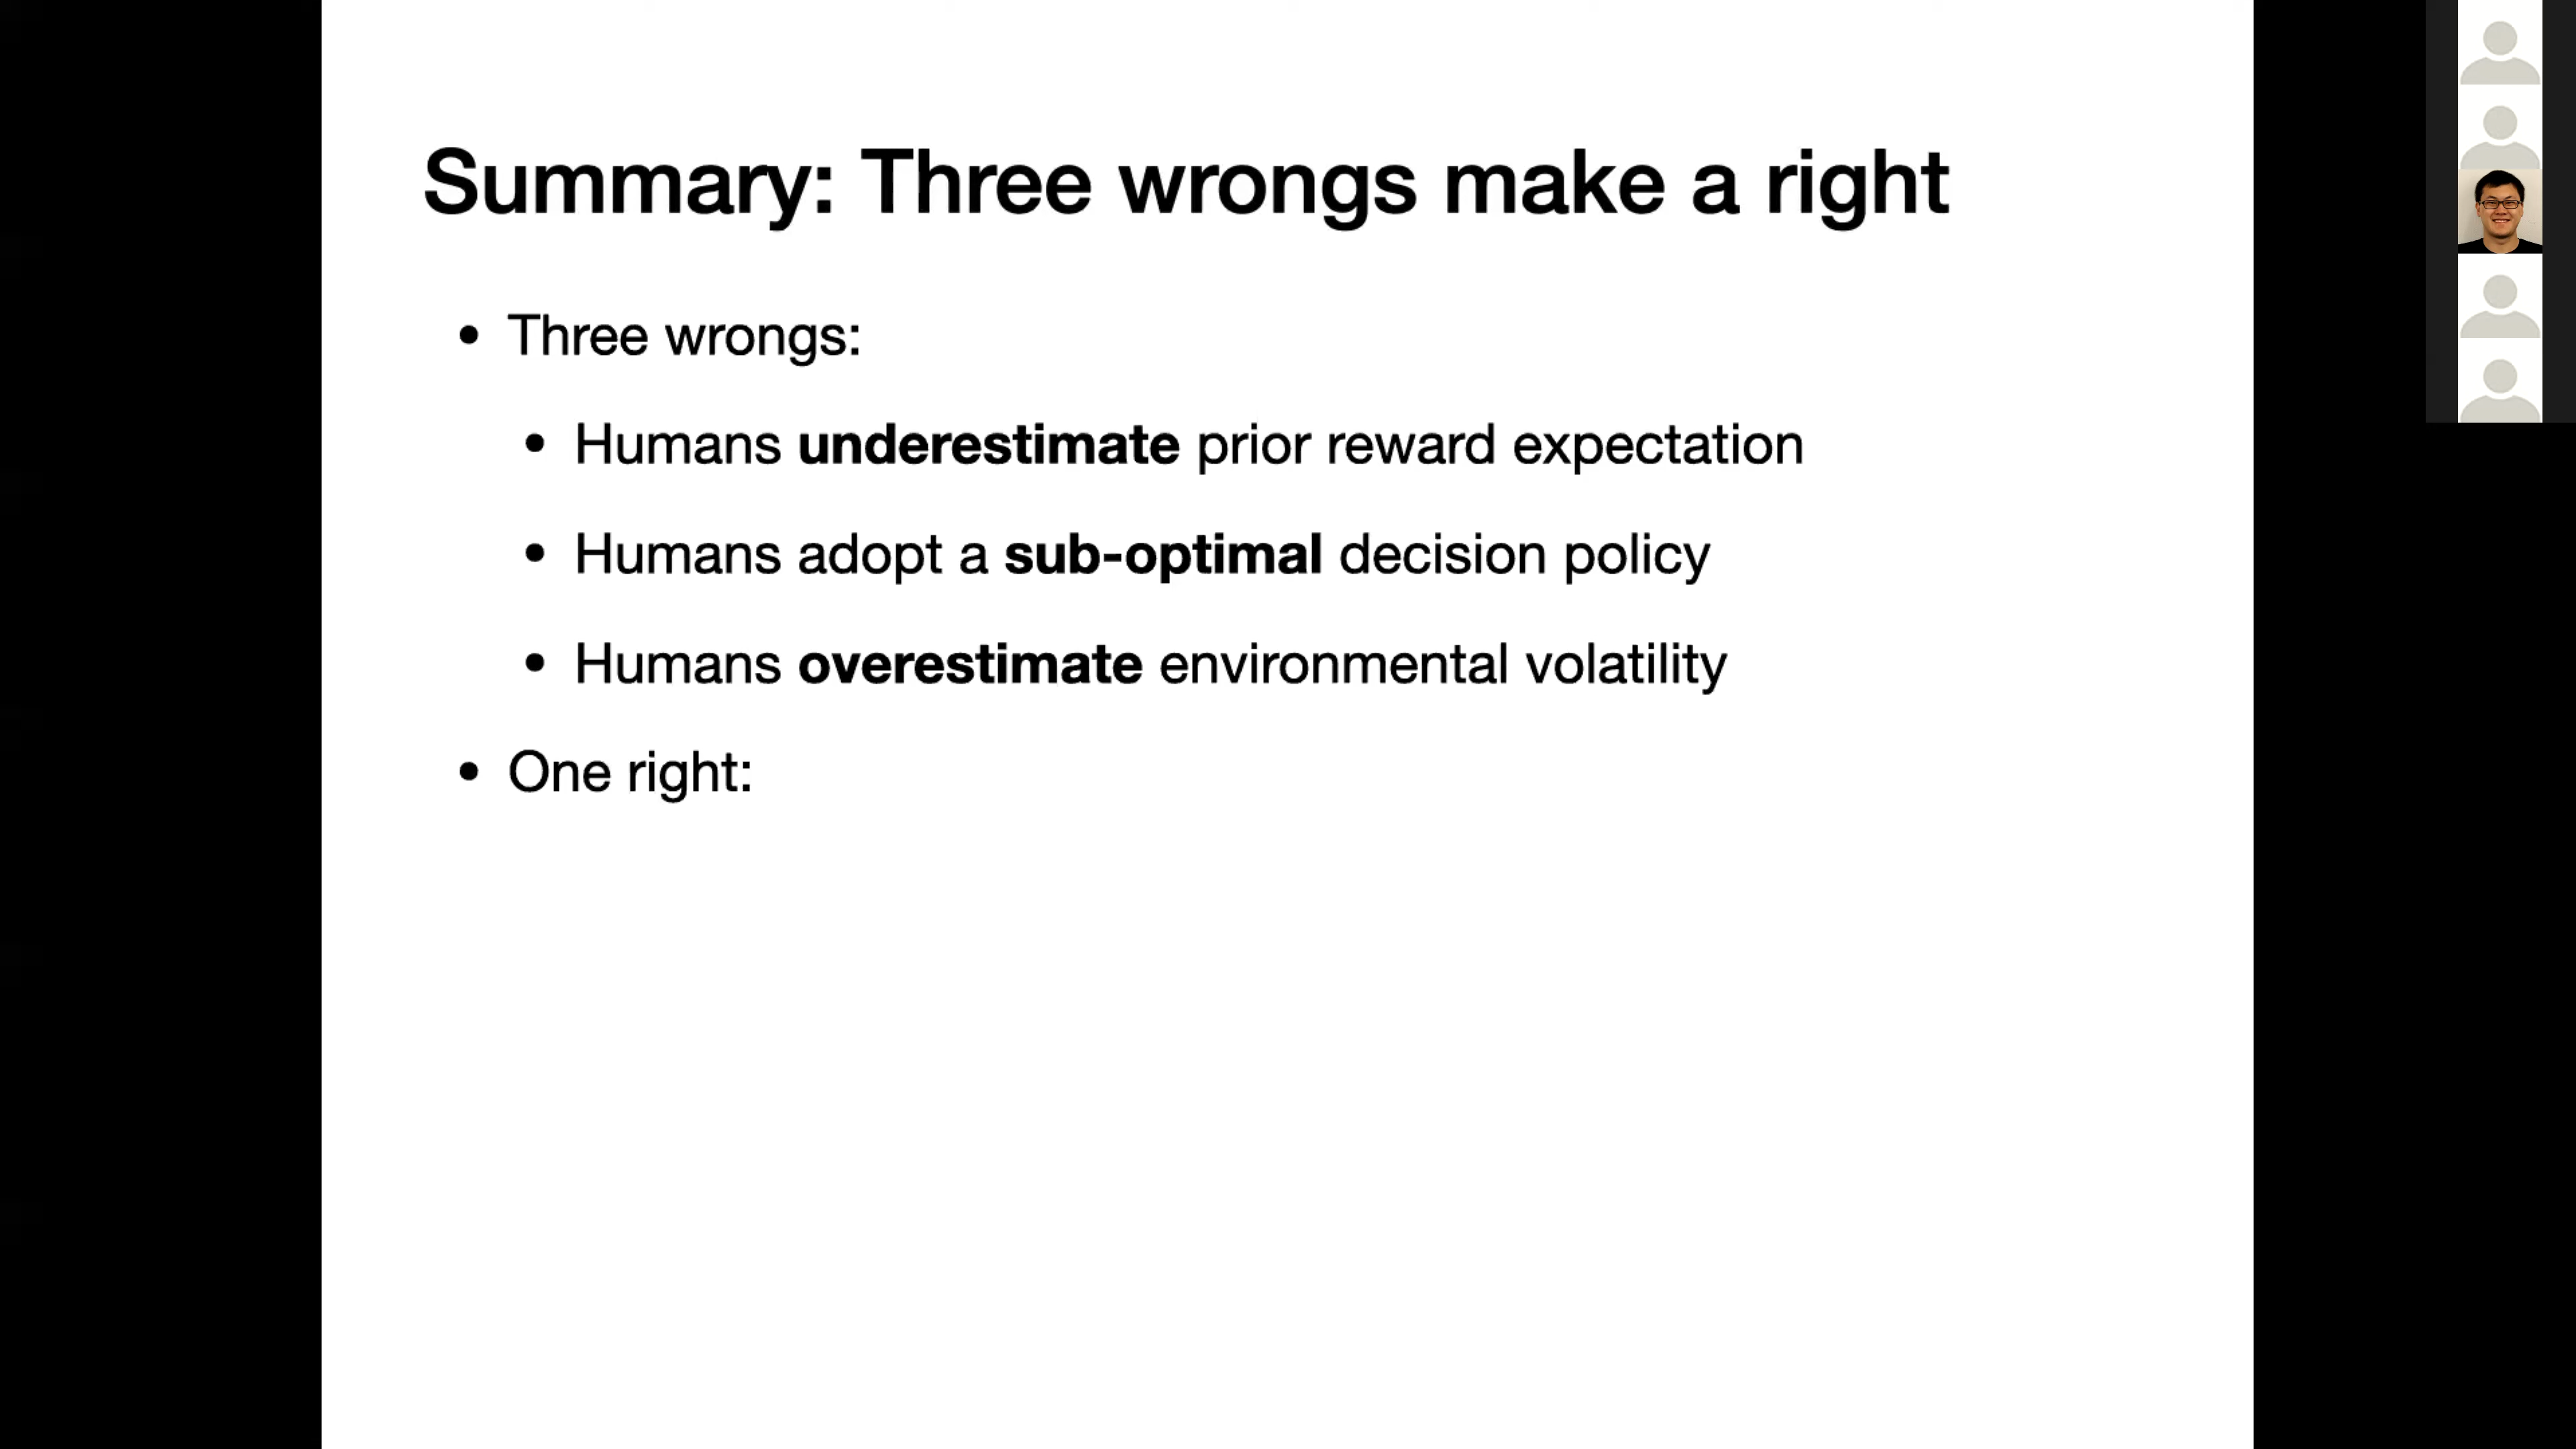 Summary: Three wrongs make a right
• Three wrongs:
• Humans underestimate prior reward expectation
• Humans adopt a sub-optimal decision policy
• Humans overestimate environmental volatility
• One right: